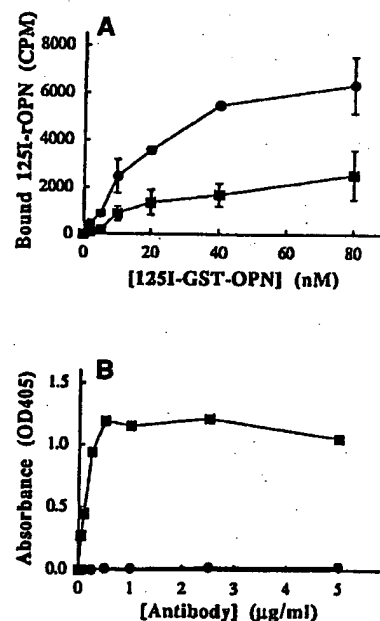 A
Bound 125I-rOPN (CPM)
8000
6000
4000
2000
0
0 20 40 60 80
[125I-GST-OPN] (nM)
B
Absorbance (OD405)
1.5
1.0
0.5
0.0
0 1 2 3 4 5
[Antibody] (µg/ml)